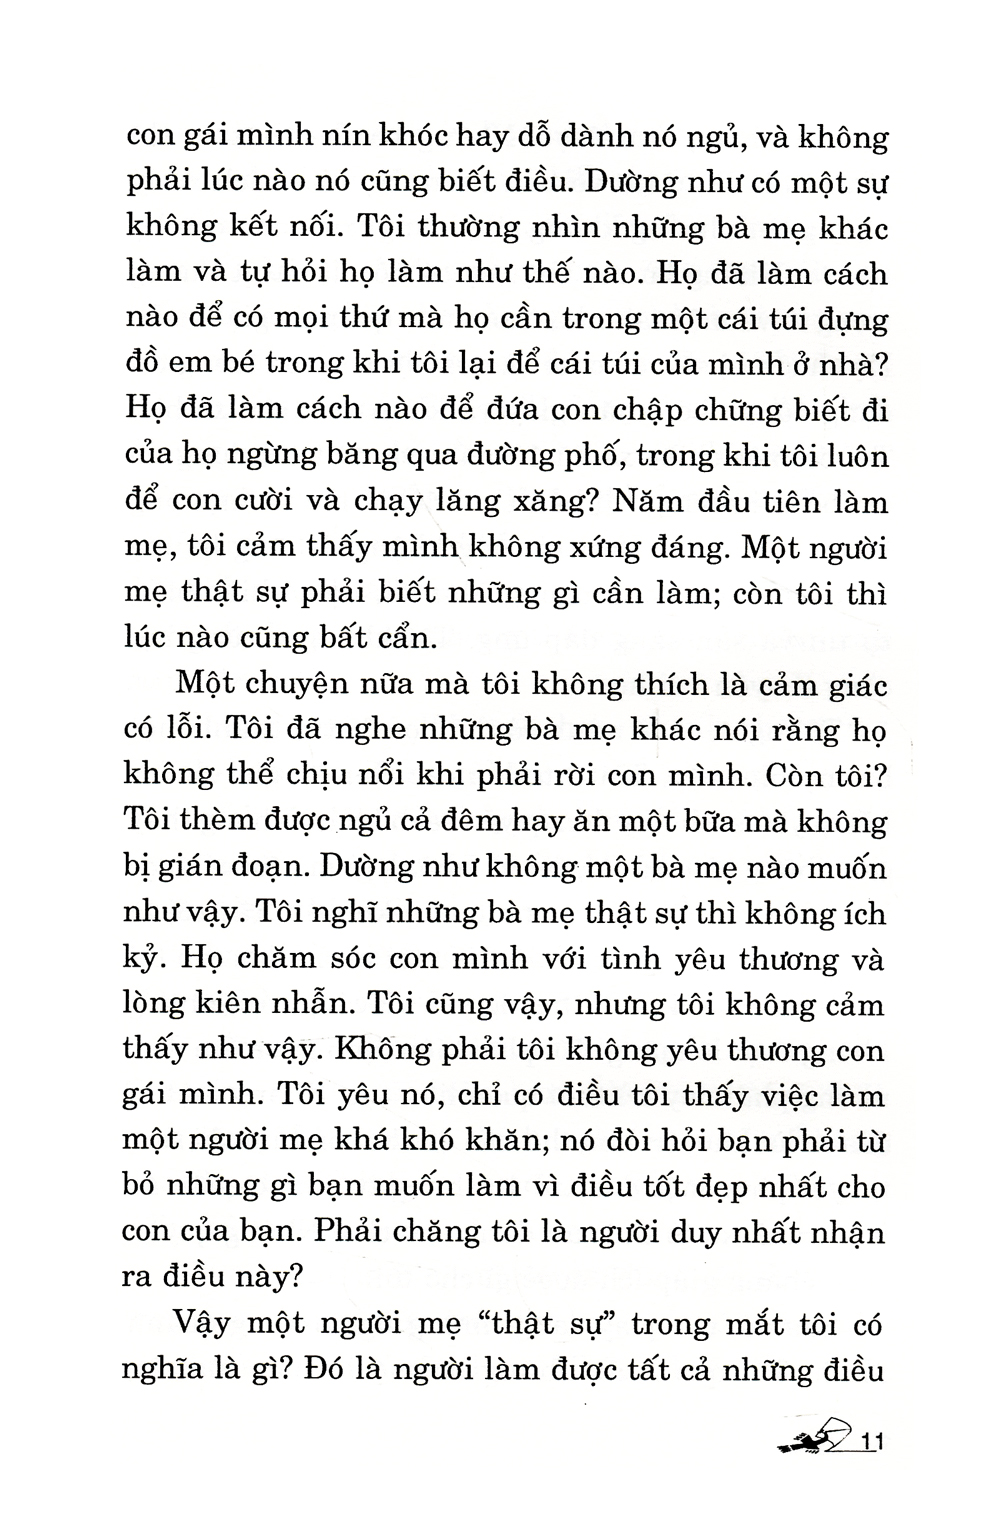 con gái mình nín khóc hay dỗ dành nó ngủ, và không
phải lúc nào nó cũng biết điều. Dường như có một sự
không kết nối. Tôi thường nhìn những bà mẹ khác
làm và tự hỏi họ làm như thế nào. Họ đã làm cách
nào để có mọi thứ mà họ cần trong một cái túi đựng
đồ em bé trong khi tôi lại để cái túi của mình ở nhà?
Họ đã làm cách nào để đứa con chập chững biết đi
của họ ngừng băng qua đường phố, trong khi tôi luôn
để con cười và chạy lăng xăng? Năm đầu tiên làm
mẹ, tôi cảm thấy mình không xứng đáng. Một người
mẹ thật sự phải biết những gì cần làm; còn tôi thì
lúc nào cũng bất cẩn.
Một chuyện nữa mà tôi không thích là cảm giác
có lỗi. Tôi đã nghe những bà mẹ khác nói rằng họ
không thể chịu nổi khi phải rời con mình. Còn tôi?
Tôi thèm được ngủ cả đêm hay ăn một bữa mà không
bị gián đoạn. Dường như không một bà mẹ nào muốn
như vậy. Tôi nghĩ những bà mẹ thật sự thì không ích
kỷ. Họ chăm sóc con mình với tình yêu thương và
lòng kiên nhẫn. Tôi cũng vậy, nhưng tôi không cảm
thấy như vậy. Không phải tôi không yêu thương con
gái mình. Tôi yêu nó, chỉ có điều tôi thấy việc làm
một người mẹ khá khó khăn; nó đòi hỏi bạn phải từ
bỏ những gì bạn muốn làm vì điều tốt đẹp nhất cho
con của bạn. Phải chăng tôi là người duy nhất nhận
ra điều này?
Vậy một người mẹ “thật sự” trong mắt tôi có
nghĩa là gì? Đó là người làm được tất cả những điều
11